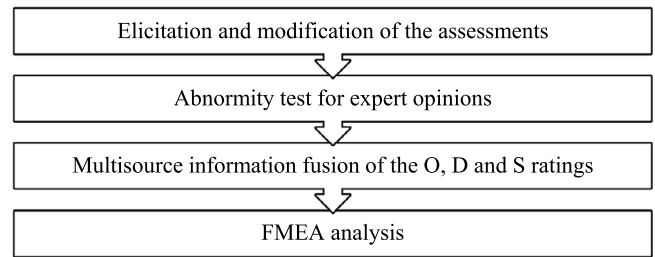 Elicitation and modification of the assessments
Abnormity test for expert opinions
Multisource information fusion of the O, D and S ratings
FMEA analysis